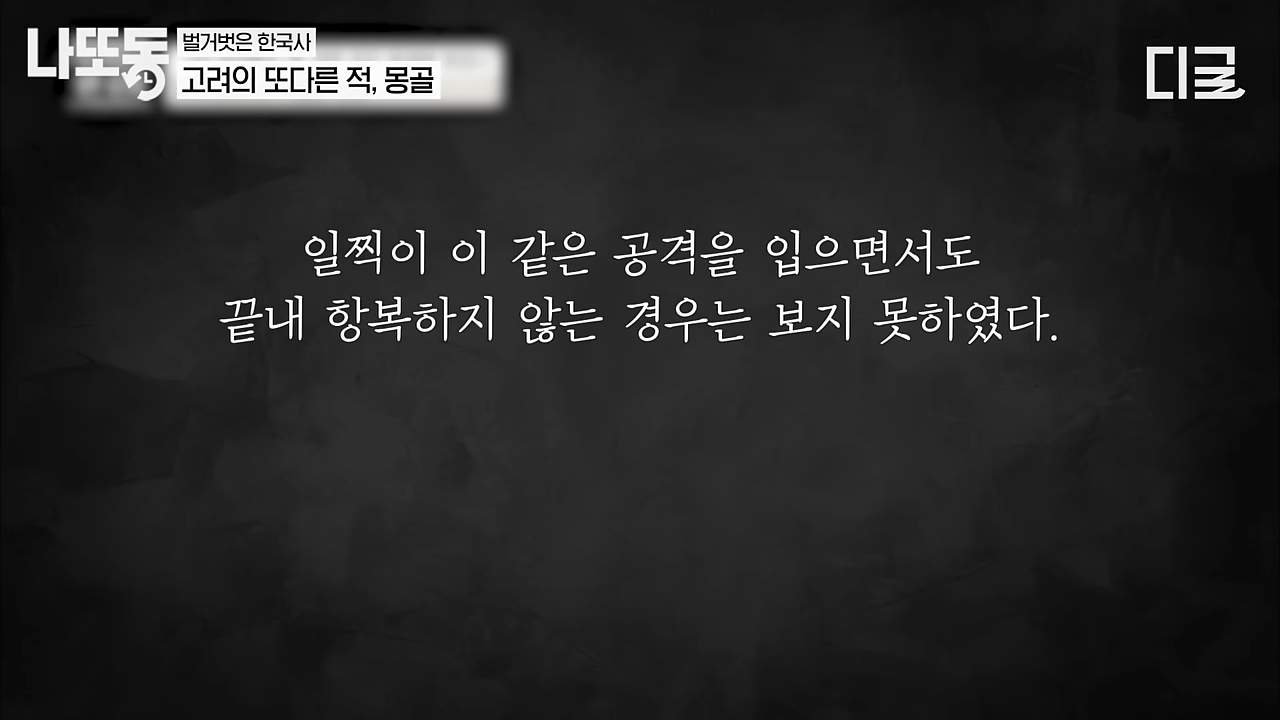 나또동
벌거벗은 한국사
고려의 또다른 적, 몽골
디글
일찍이 이 같은 공격을 입으면서도
끝내 항복하지 않는 경우는 보지 못하였다.